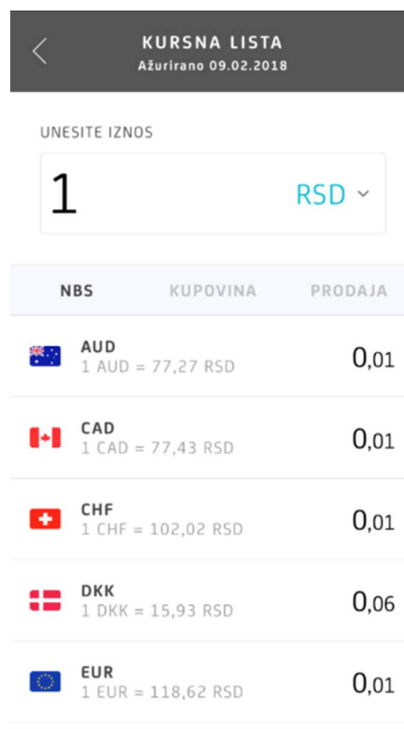 KURSNA LISTA
Ažurirano 09.02.2018
UNESITE IZNOS
1 RSD
NBS KUPOVINA PRODAJA
AUD
1 AUD = 77,27 RSD
0,01
CAD
1 CAD = 77,43 RSD
0,01
CHF
1 CHF = 102,02 RSD
0,01
DKK
1 DKK = 15,93 RSD
0,06
EUR
1 EUR = 118,62 RSD
0,01